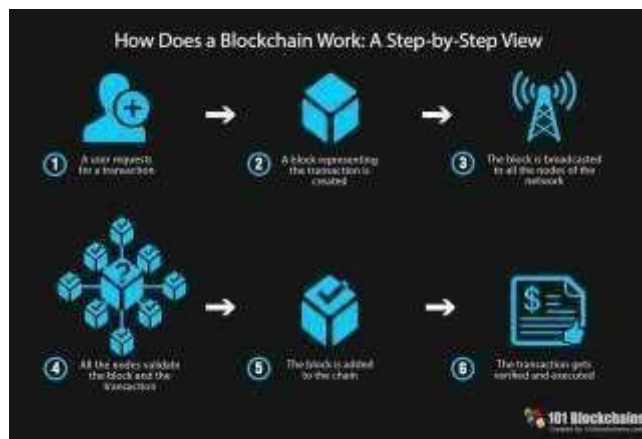 How Does a Blockchain Work: A Step-by-Step View
1
A user requests
for a transaction
2
A block representing
the transaction is
created
3
The block is broadcasted
to all the nodes of the
network
?
4
All the nodes validate
the block and the
transaction
5
The block is added
to the chain
$
6
The transaction gets
verified and executed
101 Blockchains